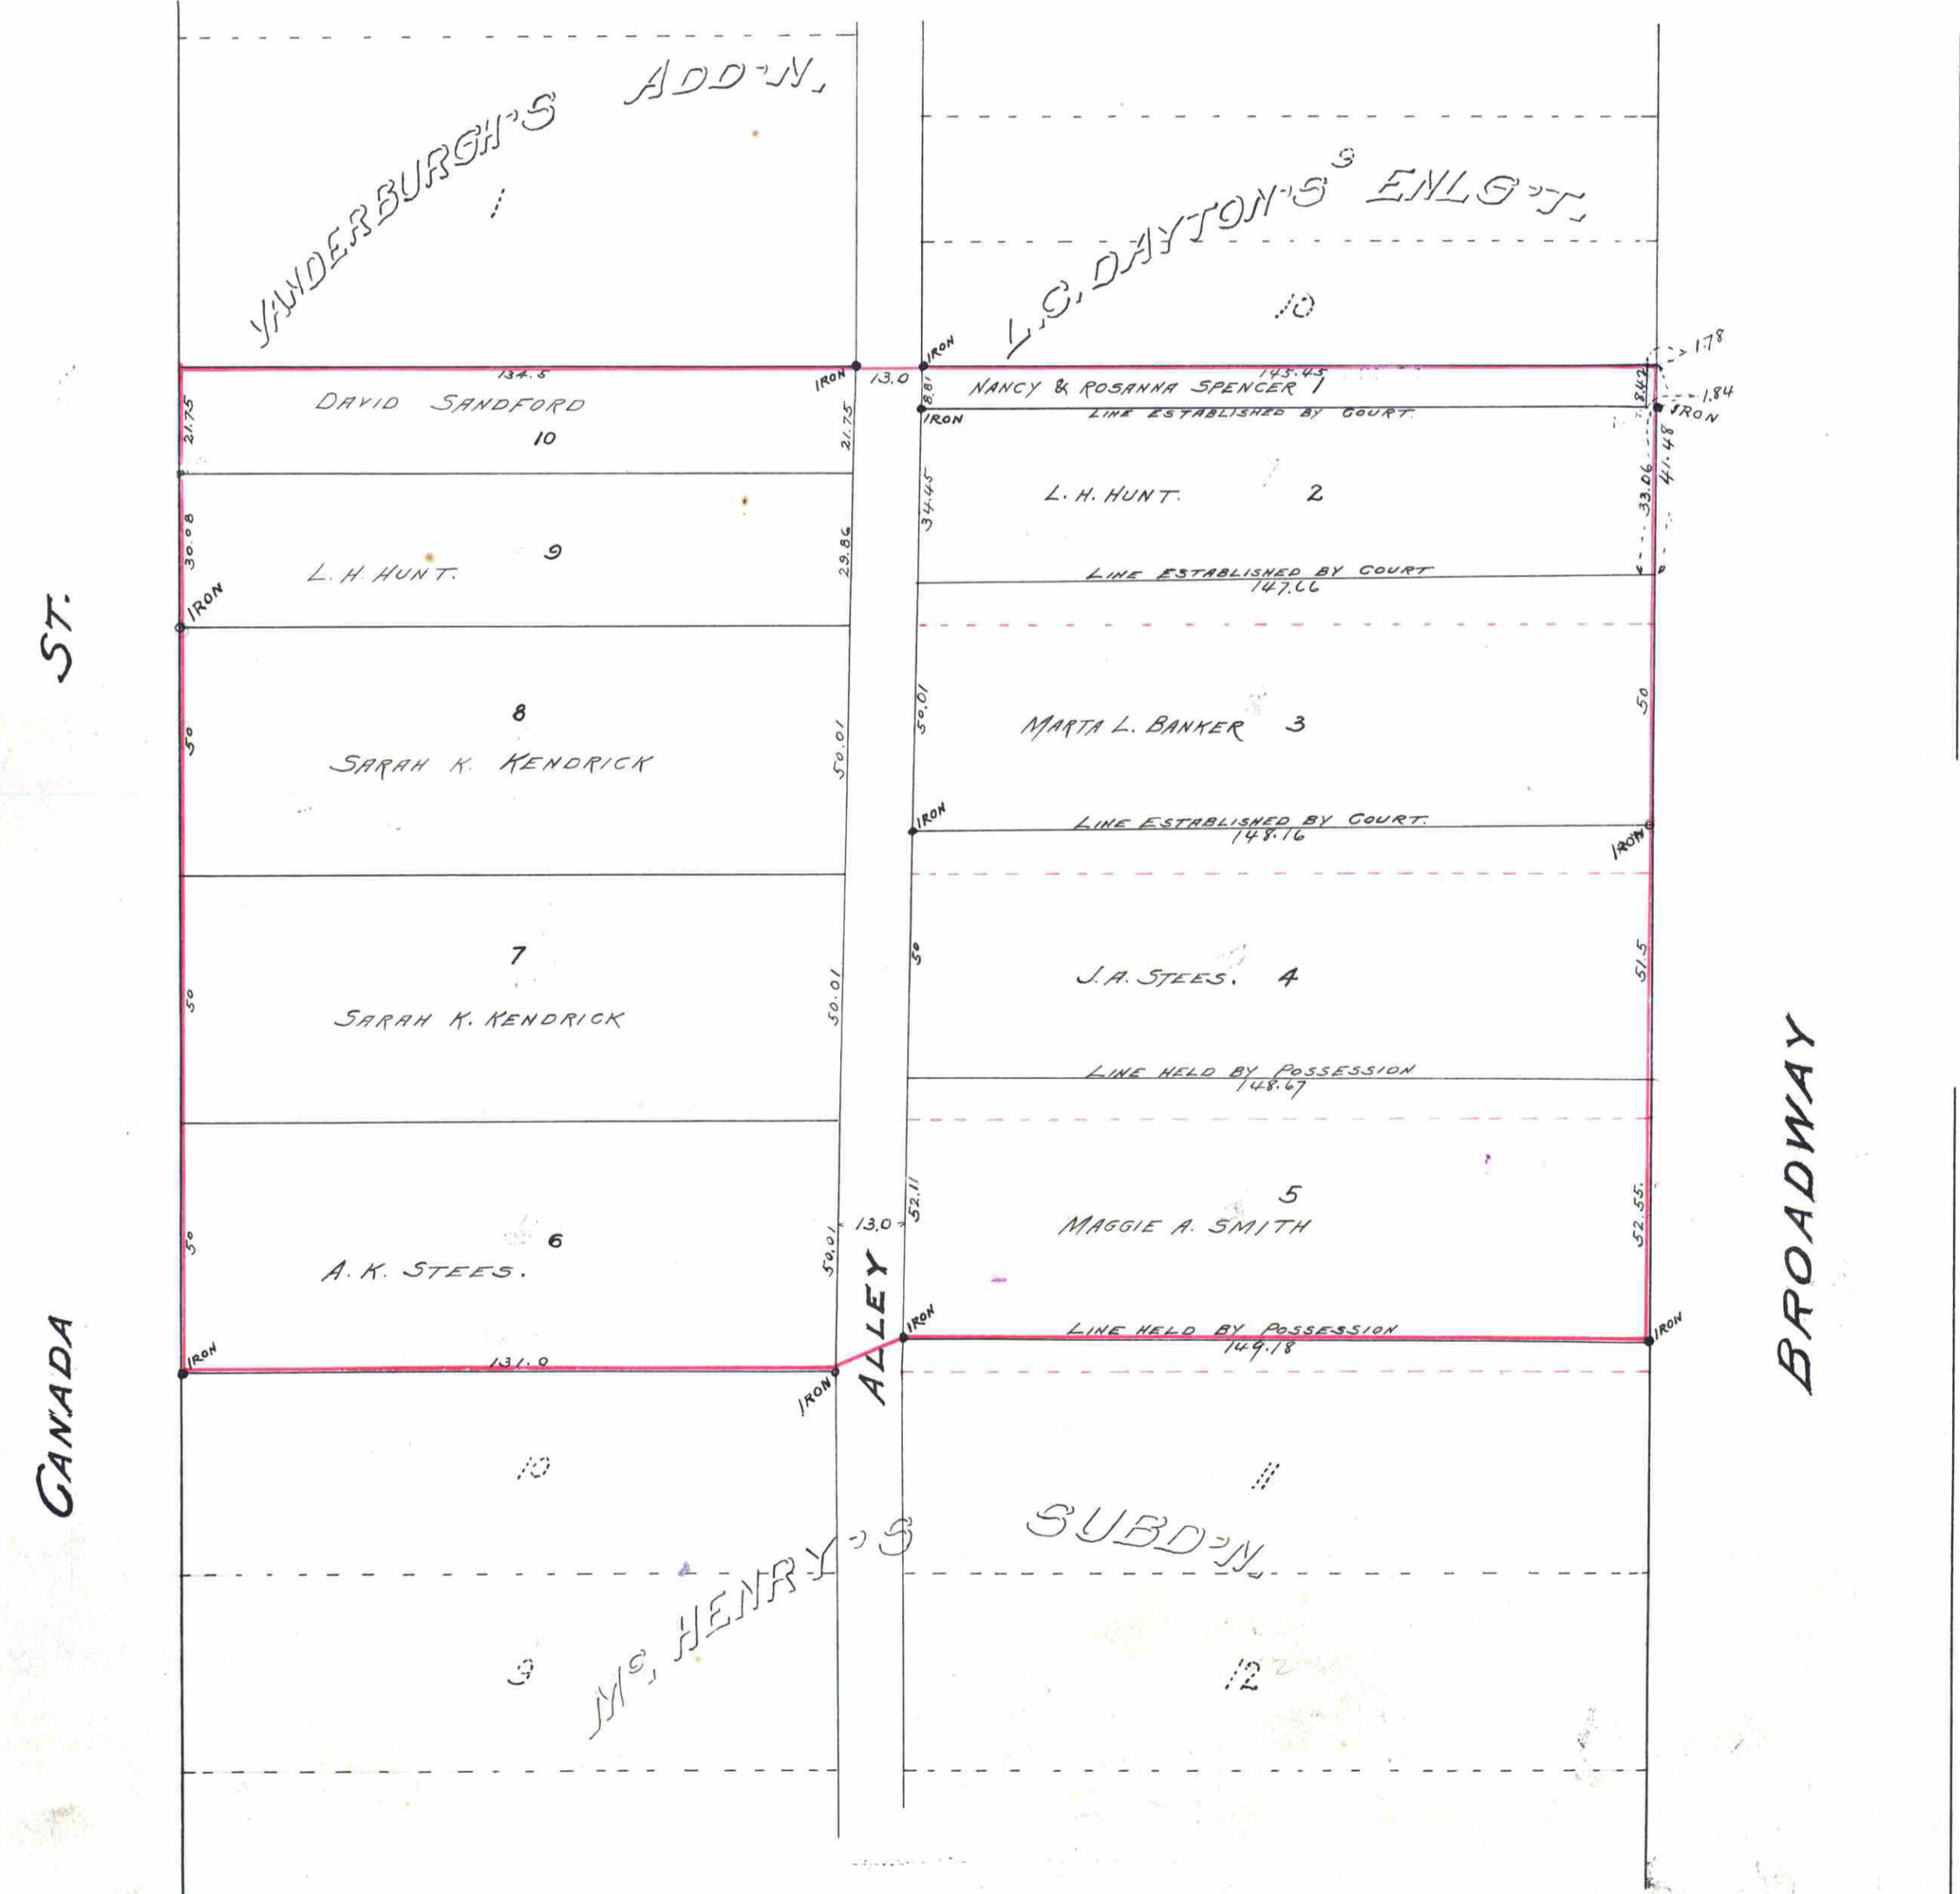 VANDERBURGH'S ADD'N.
1
L.C. DAYTON'S ENLG'T.
9
10
1.78
134.5
IRON
13.0
IRON
145.45
8.42
1.84
IRON
DAVID SANDFORD
10
21.75
21.75
8.81
NANCY & ROSANNA SPENCER 1
LINE ESTABLISHED BY COURT.
IRON
41.48
L.H. HUNT.
9
30.08
29.86
IRON
34.45
L. H. HUNT. 2
33.06
LINE ESTABLISHED BY COURT
147.66
ST.
8
SARAH K. KENDRICK
50
50.01
50.01
MARTA L. BANKER 3
50
IRON
LINE ESTABLISHED BY COURT.
148.16
IRON
7
SARAH K. KENDRICK
50
50.01
50
J.A. STEES. 4
51.5
LINE HELD BY POSSESSION
148.67
6
A.K. STEES.
50
50.01
13.0
52.11
5
MAGGIE A. SMITH
52.55.
ALLEY
IRON
LINE HELD BY POSSESSION
149.18
IRON
IRON
131.0
IRON
CANADA
BROADWAY
10
11
Mc. HENRY'S SUBD'N.
9
12